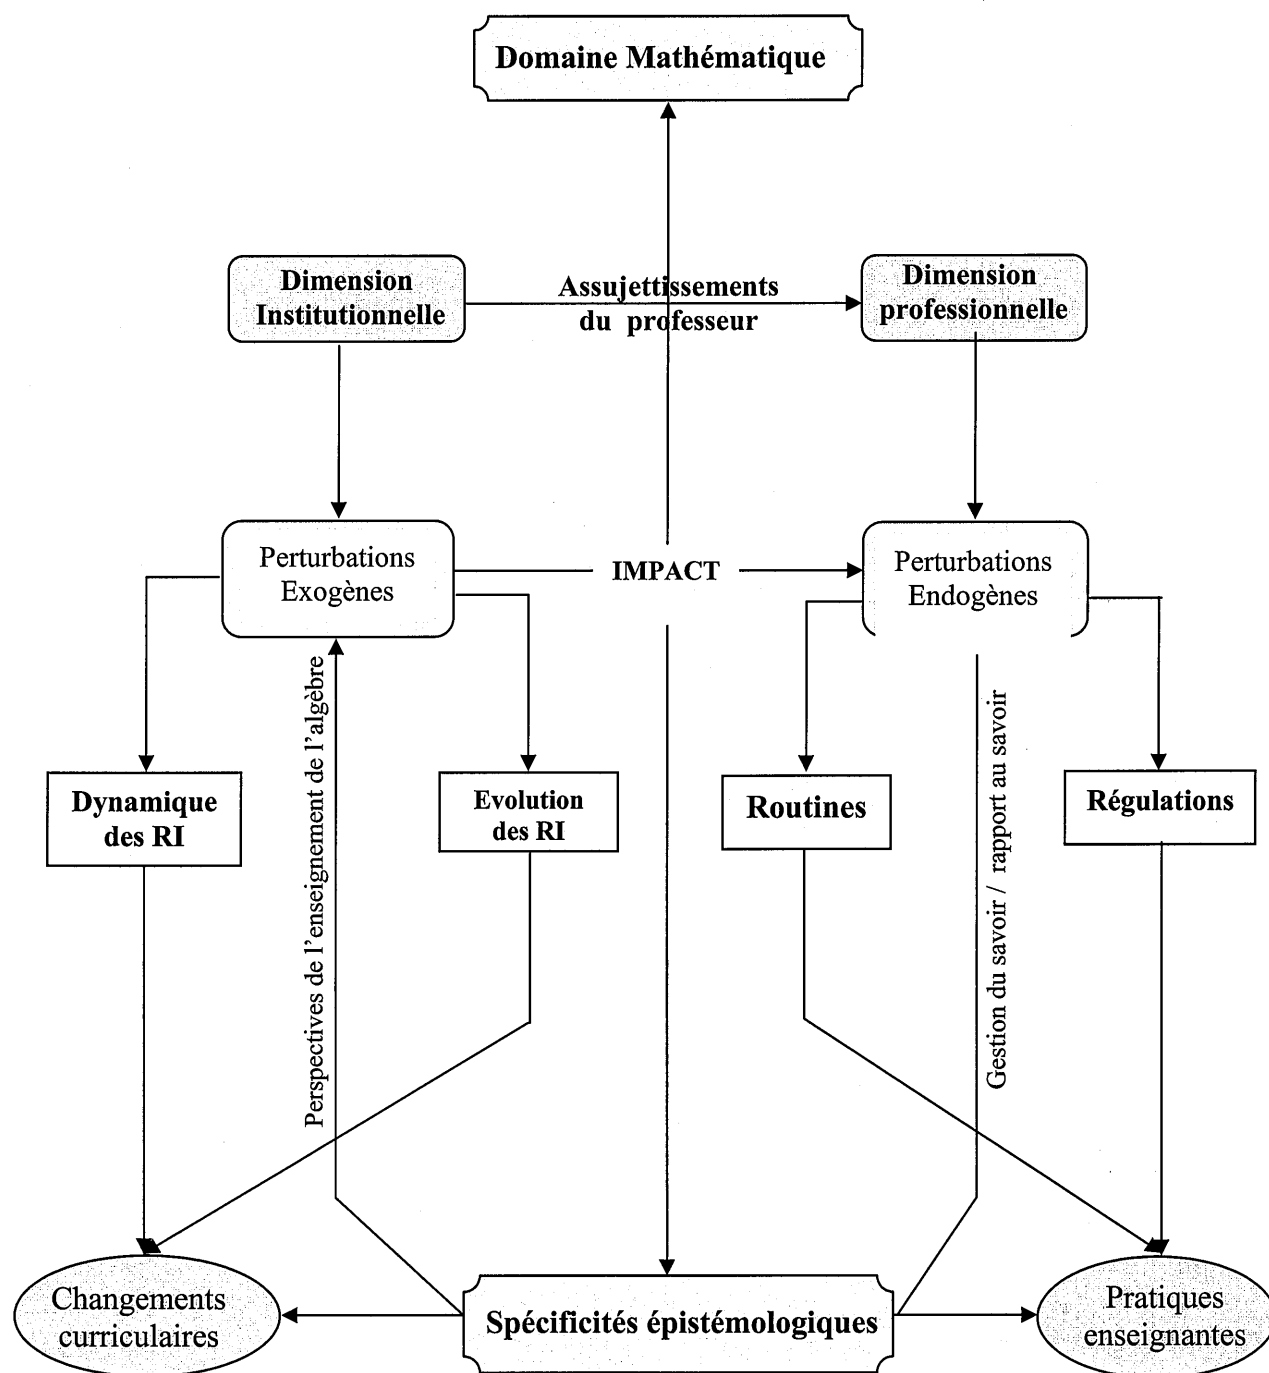 Domaine Mathématique
Dimension
Institutionnelle
Assujettissements
du professeur
Dimension
professionnelle
Perturbations
Exogènes
IMPACT
Perturbations
Endogènes
Perspectives de l'enseignement de l'algèbre
Gestion du savoir / rapport au savoir
Dynamique
des RI
Evolution
des RI
Routines
Régulations
Changements
curriculaires
Spécificités épistémologiques
Pratiques
enseignantes